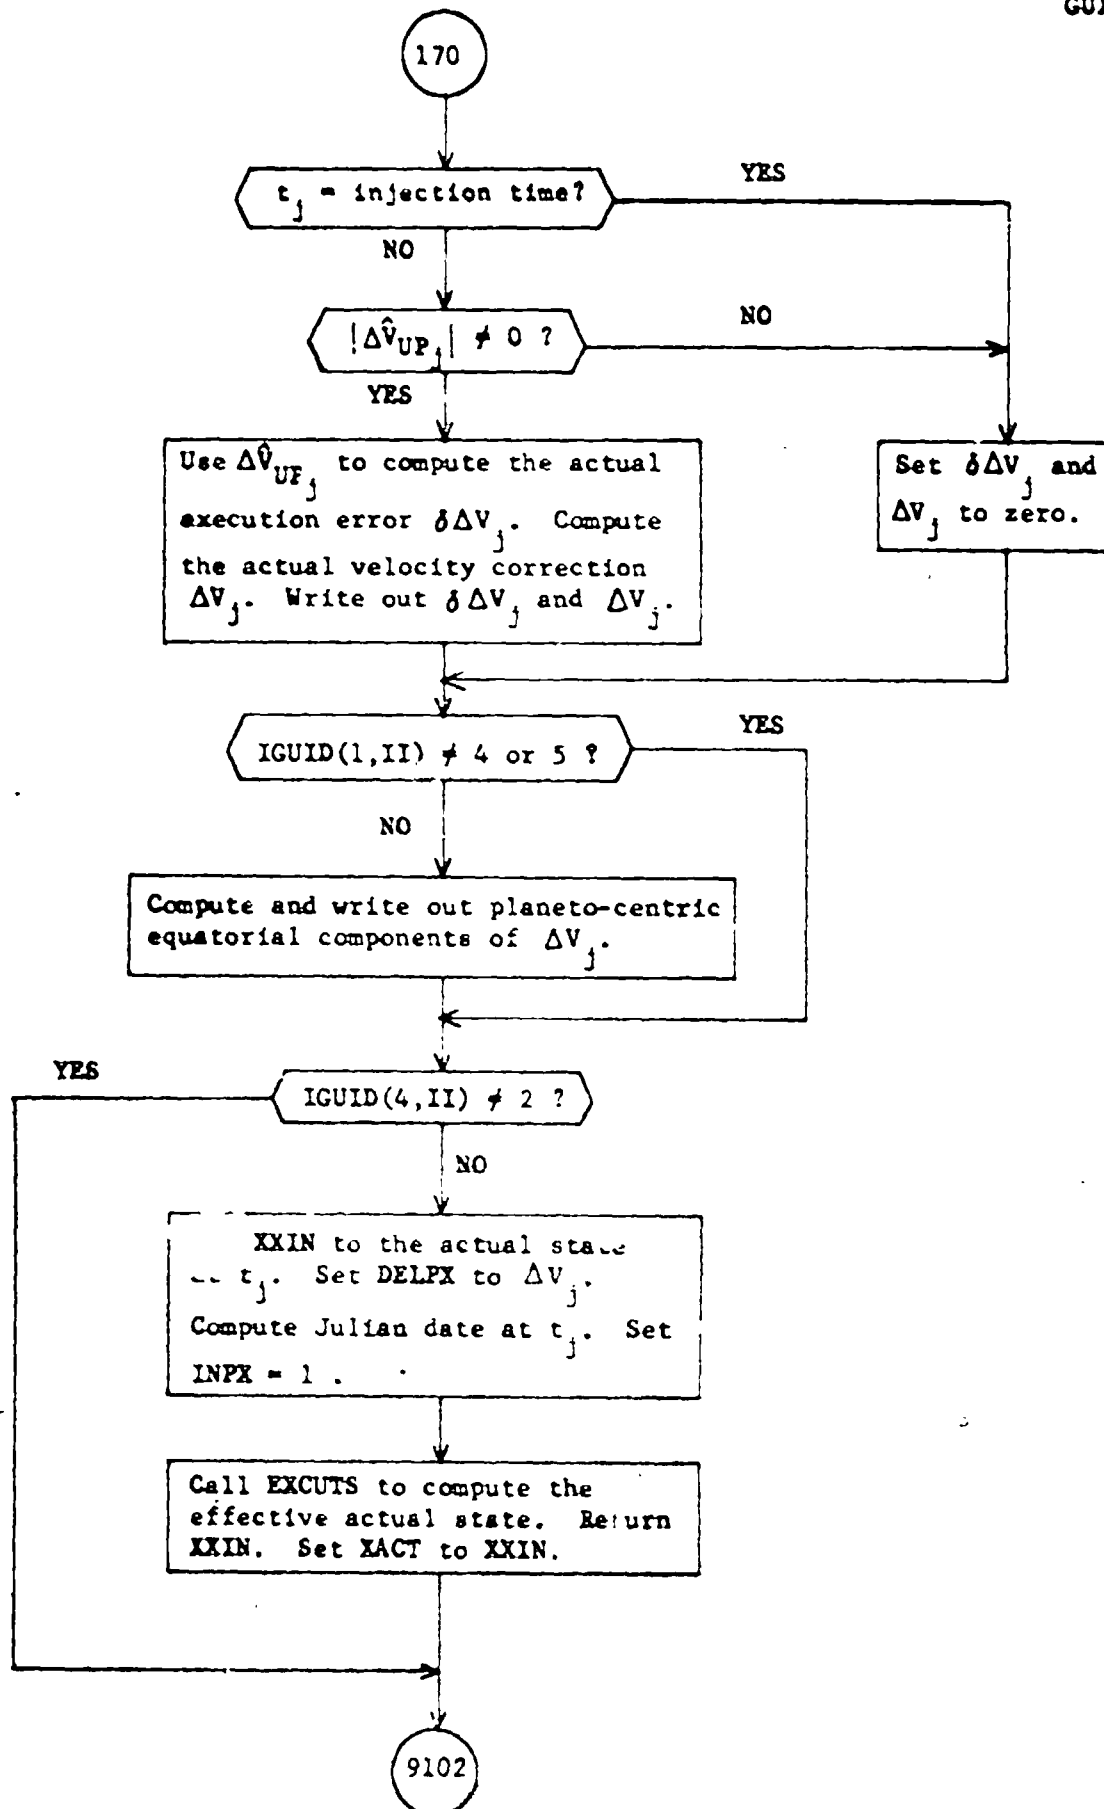 170
t_j = injection time?
YES
NO
|ΔV̂_UP_j| ≠ 0 ?
NO
YES
Use ΔV̂_UP_j to compute the actual
execution error δΔV_j. Compute
the actual velocity correction
ΔV_j. Write out δΔV_j and ΔV_j.
Set δΔV_j and
ΔV_j to zero.
IGUID(1,II) ≠ 4 or 5 ?
YES
NO
Compute and write out planeto-centric
equatorial components of ΔV_j.
YES
IGUID(4,II) ≠ 2 ?
NO
XXIN to the actual state
t_j. Set DELPX to ΔV_j.
Compute Julian date at t_j. Set
INPX = 1 .
Call EXCUTS to compute the
effective actual state. Return
XXIN. Set XACT to XXIN.
9102